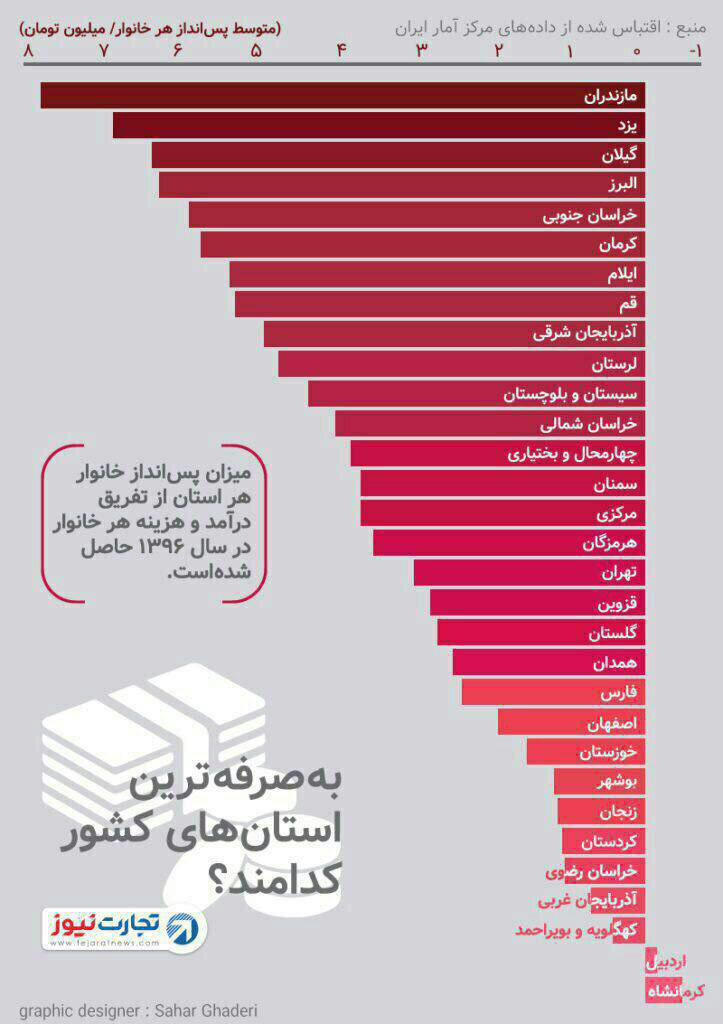 منبع : اقتباس شده از داده‌های مرکز آمار ایران
(متوسط پس‌انداز هر خانوار/ میلیون تومان)
-۱ ۰ ۱ ۲ ۳ ۴ ۵ ۶ ۷ ۸
مازندران
یزد
گیلان
البرز
خراسان جنوبی
کرمان
ایلام
قم
آذربایجان شرقی
لرستان
سیستان و بلوچستان
خراسان شمالی
چهارمحال و بختیاری
سمنان
مرکزی
هرمزگان
تهران
قزوین
گلستان
همدان
فارس
اصفهان
خوزستان
بوشهر
زنجان
کردستان
خراسان رضوی
آذربایجان غربی
کهگلویه و بویراحمد
اردبیل
کرمانشاه
میزان پس‌انداز خانوار
هر استان از تفریق
درآمد و هزینه هر خانوار
در سال ۱۳۹۶ حاصل
شده‌است.
به‌صرفه‌ترین
استان‌های کشور
کدامند؟
تجارت نیوز
www.tejaratnews.com
graphic designer : Sahar Ghaderi